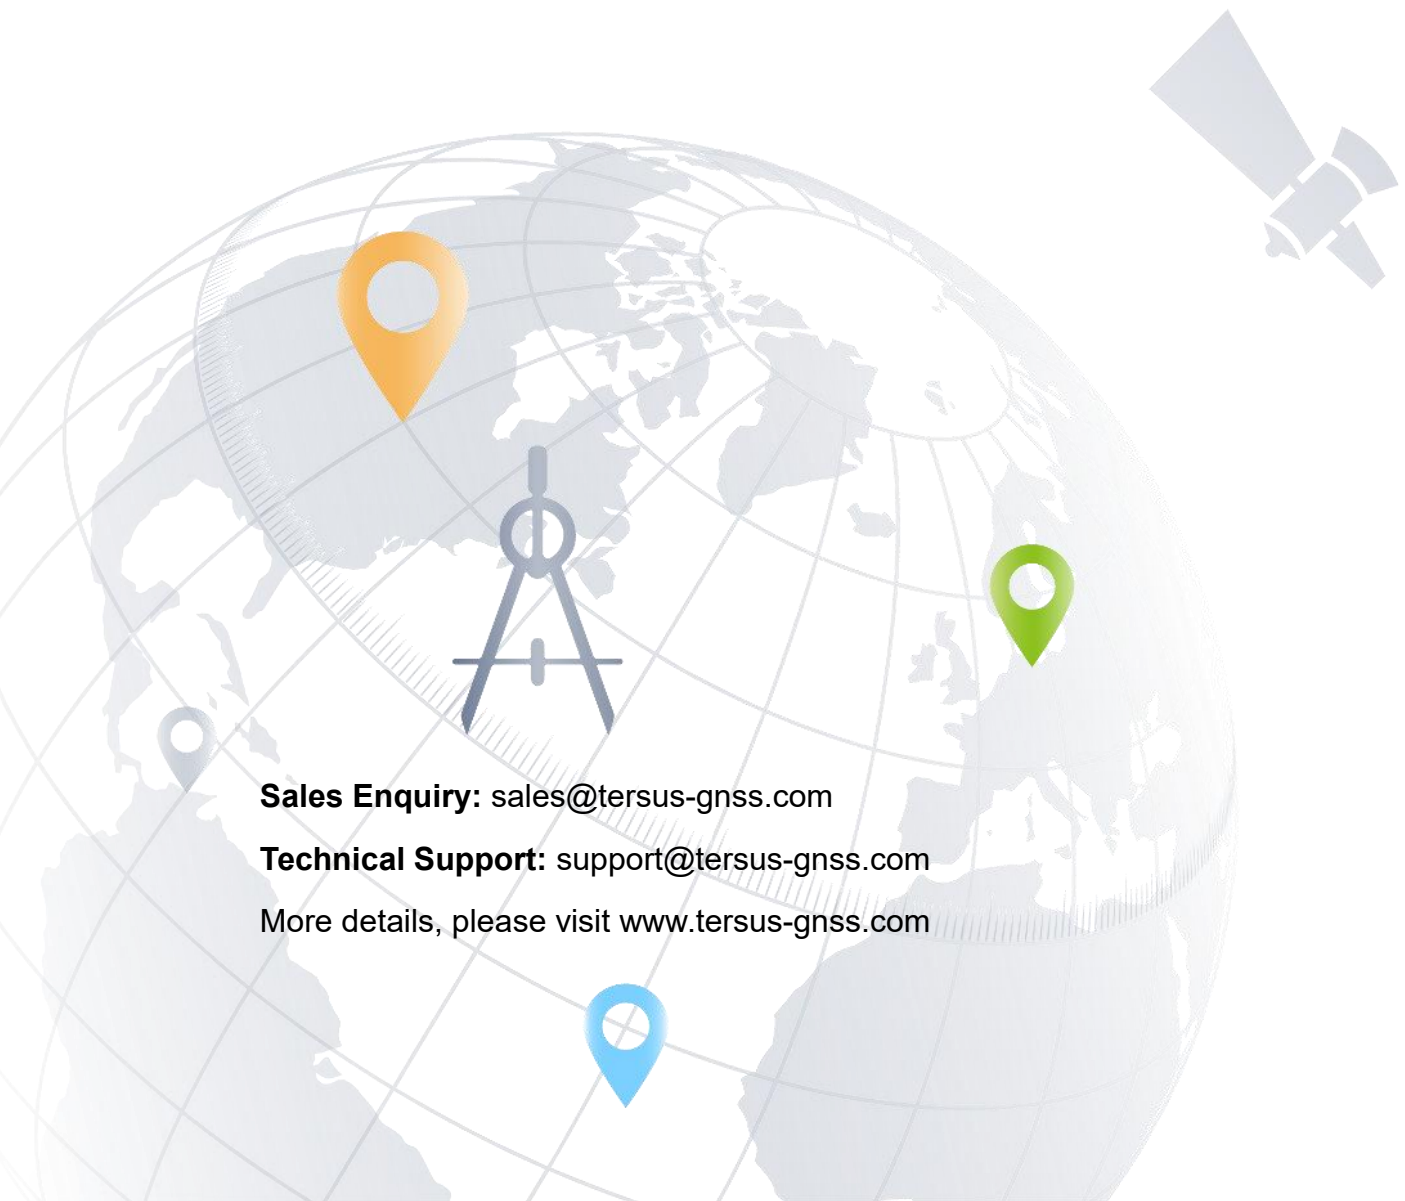 Sales Enquiry: sales@tersus-gnss.com
Technical Support: support@tersus-gnss.com
More details, please visit www.tersus-gnss.com